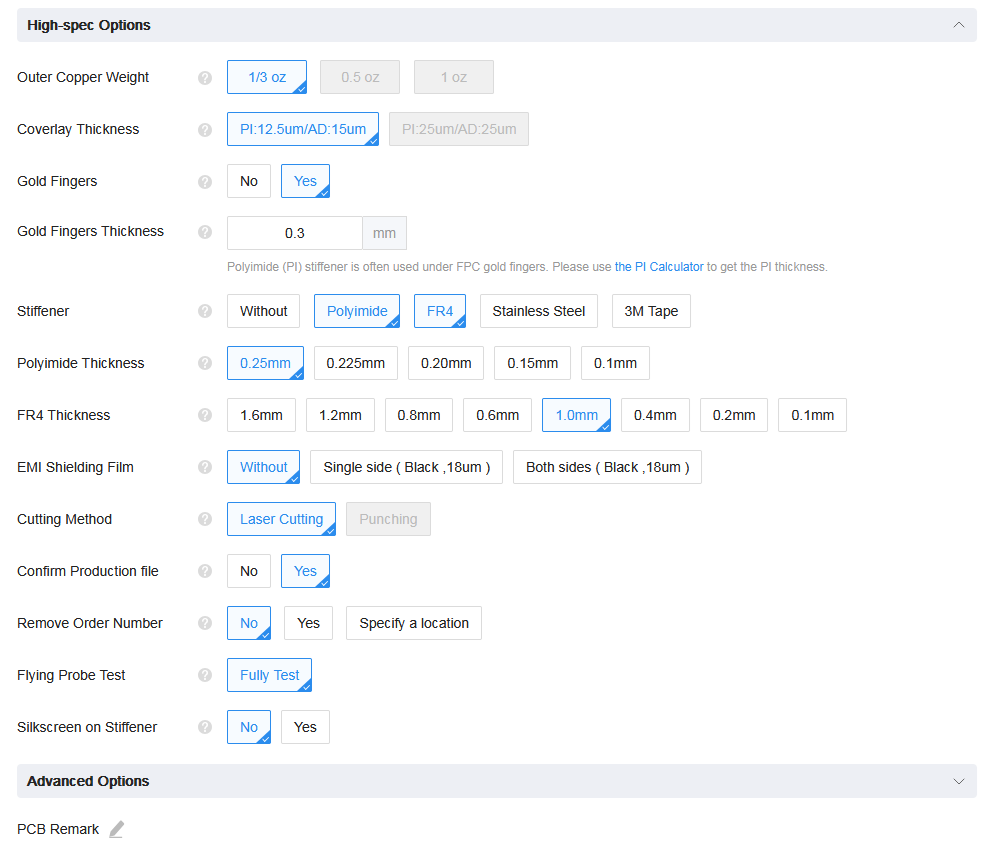 High-spec Options
Outer Copper Weight ? 1/3 oz 0.5 oz 1 oz
Coverlay Thickness ? PI:12.5um/AD:15um PI:25um/AD:25um
Gold Fingers ? No Yes
Gold Fingers Thickness ? 0.3 mm
Polyimide (PI) stiffener is often used under FPC gold fingers. Please use the PI Calculator to get the PI thickness.
Stiffener ? Without Polyimide FR4 Stainless Steel 3M Tape
Polyimide Thickness ? 0.25mm 0.225mm 0.20mm 0.15mm 0.1mm
FR4 Thickness ? 1.6mm 1.2mm 0.8mm 0.6mm 1.0mm 0.4mm 0.2mm 0.1mm
EMI Shielding Film ? Without Single side ( Black ,18um ) Both sides ( Black ,18um )
Cutting Method ? Laser Cutting Punching
Confirm Production file ? No Yes
Remove Order Number ? No Yes Specify a location
Flying Probe Test ? Fully Test
Silkscreen on Stiffener ? No Yes
Advanced Options
PCB Remark